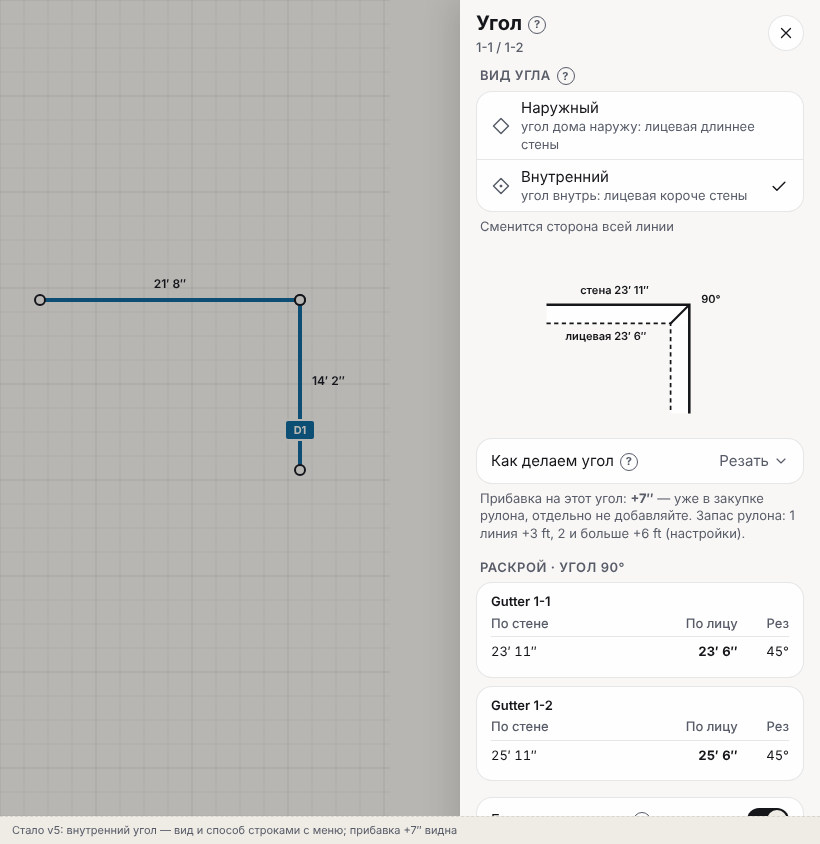 Угол ?
1-1 / 1-2
ВИД УГЛА ?
Наружный
угол дома наружу: лицевая длиннее
стены
Внутренний
угол внутрь: лицевая короче стены
Сменится сторона всей линии
21′ 8″
14′ 2″
D1
стена 23′ 11″
90°
лицевая 23′ 6″
Как делаем угол ? Резать
Прибавка на этот угол: +7″ — уже в закупке
рулона, отдельно не добавляйте. Запас рулона: 1
линия +3 ft, 2 и больше +6 ft (настройки).
РАСКРОЙ · УГОЛ 90°
Gutter 1-1
По стене По лицу Рез
23′ 11″ 23′ 6″ 45°
Gutter 1-2
По стене По лицу Рез
25′ 11″ 25′ 6″ 45°
Стало v5: внутренний угол — вид и способ строками с меню; прибавка +7″ видна